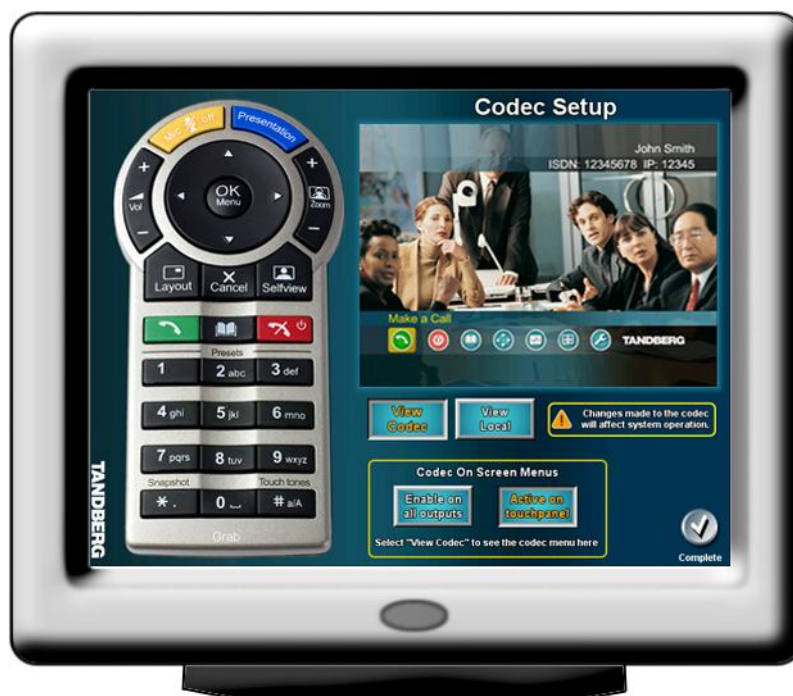 Codec Setup
Mic off
Presentation
+
+
OK
Menu
Vol
Zoom
−
−
Layout
Cancel
Selfview
Presets
1
2 abc
3 def
4 ghi
5 jkl
6 mno
7 pqrs
8 tuv
9 wxyz
Snapshot
Touch tones
* .
0
# a/A
Grab
TANDBERG
John Smith
ISDN: 12345678 IP: 12345
Make a Call
TANDBERG
View
Codec
View
Local
Changes made to the codec
will affect system operation.
Codec On Screen Menus
Enable on
all outputs
Active on
touchpanel
Select "View Codec" to see the codec menu here
Complete